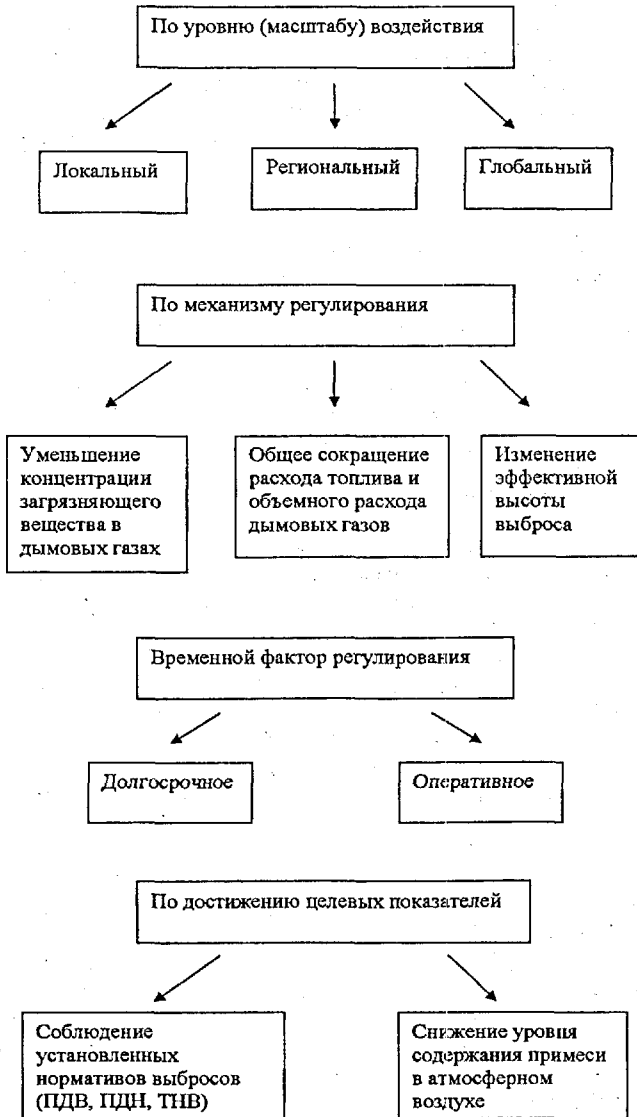 По уровню (масштабу) воздействия
Локальный
Региональный
Глобальный
По механизму регулирования
Уменьшение
концентрации
загрязняющего
вещества в
дымовых газах
Общее сокращение
расхода топлива и
объемного расхода
дымовых газов
Изменение
эффективной
высоты
выброса
Временной фактор регулирования
Долгосрочное
Оперативное
По достижению целевых показателей
Соблюдение
установленных
нормативов выбросов
(ПДВ, ПДН, ТНВ)
Снижение уровня
содержания примеси
в атмосферном
воздухе